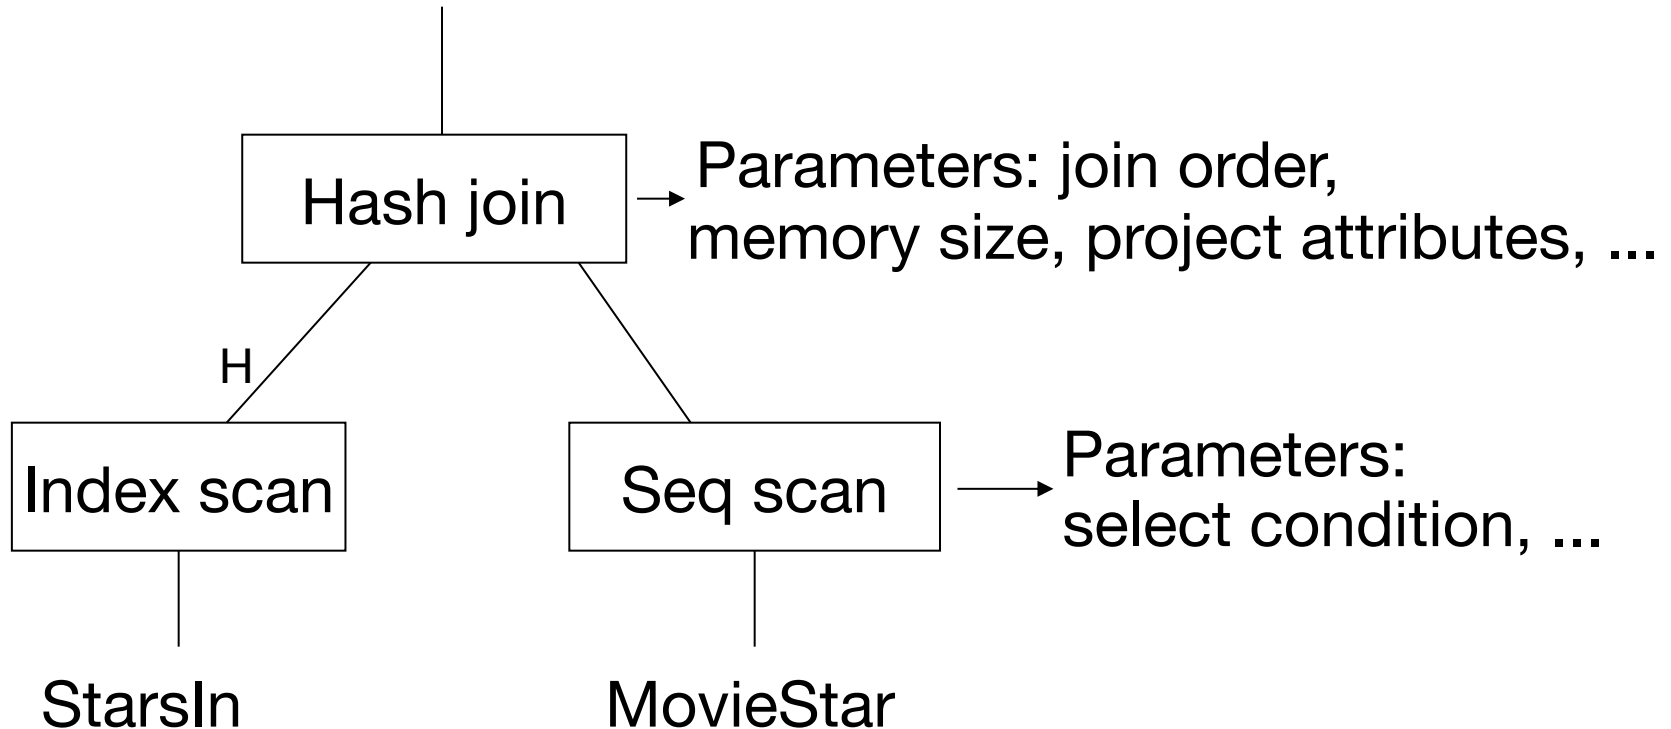 Hash join
Parameters: join order,
memory size, project attributes, ...
H
Index scan
Seq scan
Parameters:
select condition, ...
StarsIn
MovieStar